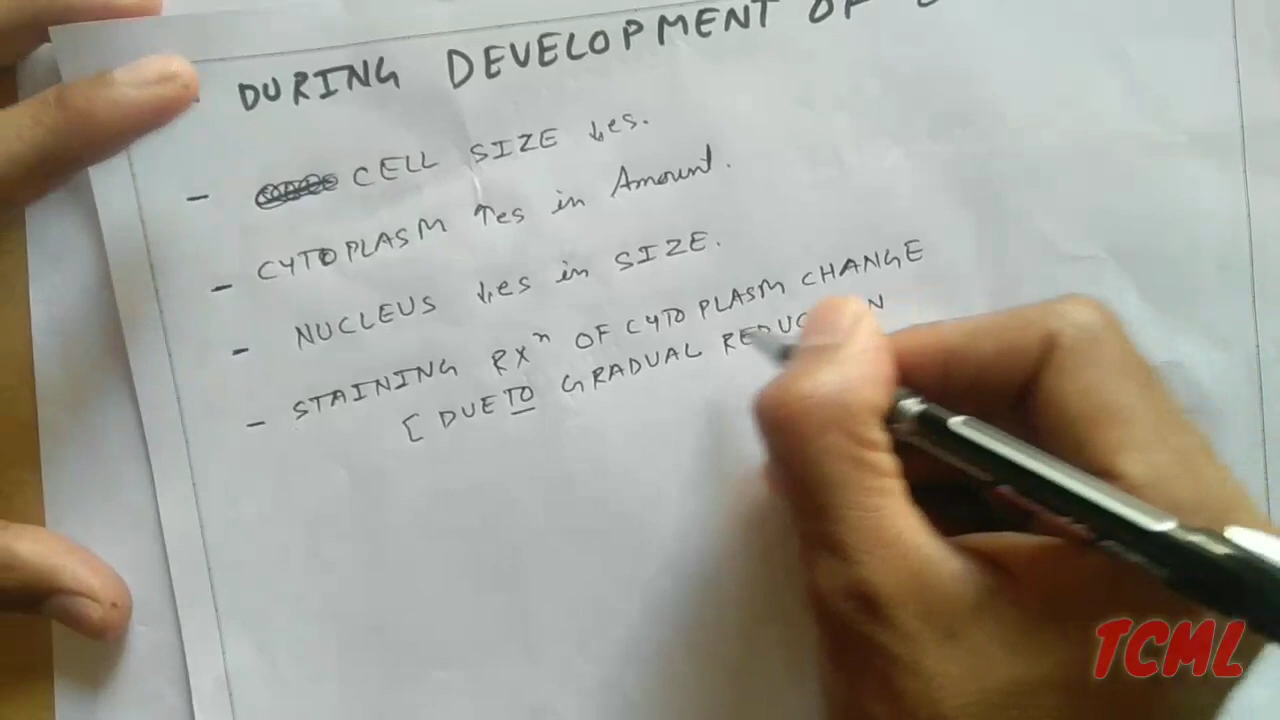 DURING DEVELOPMENT OF
- CELL SIZE ↓es.
- CYTOPLASM ↑es in Amount.
- NUCLEUS ↓es in SIZE.
- STAINING RXⁿ OF CYTOPLASM CHANGE
[ DUE TO GRADUAL
TCML